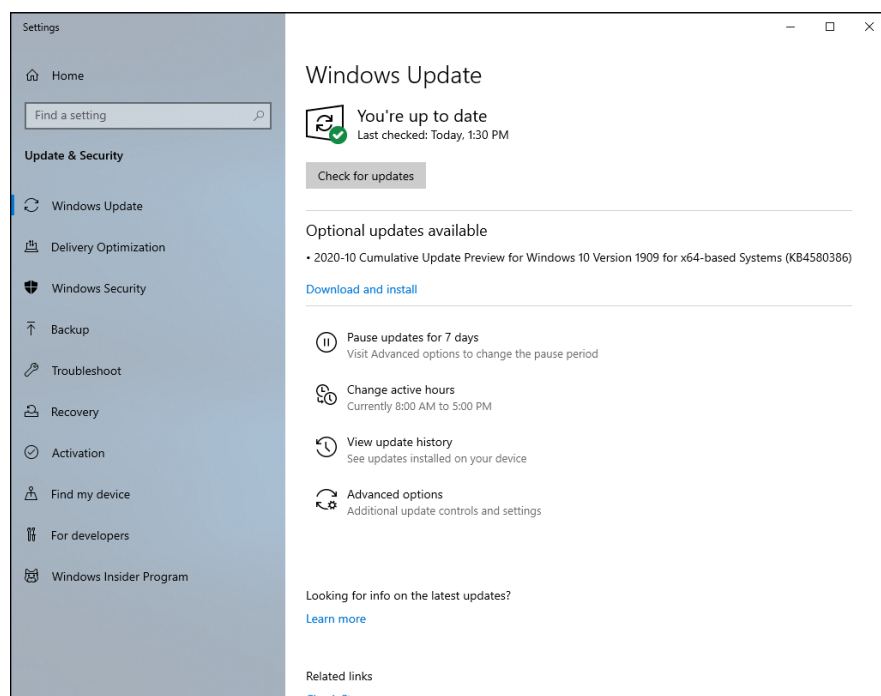 Settings
Home
Find a setting
Update & Security
Windows Update
Delivery Optimization
Windows Security
Backup
Troubleshoot
Recovery
Activation
Find my device
For developers
Windows Insider Program
Windows Update
You're up to date
Last checked: Today, 1:30 PM
Check for updates
Optional updates available
• 2020-10 Cumulative Update Preview for Windows 10 Version 1909 for x64-based Systems (KB4580386)
Download and install
Pause updates for 7 days
Visit Advanced options to change the pause period
Change active hours
Currently 8:00 AM to 5:00 PM
View update history
See updates installed on your device
Advanced options
Additional update controls and settings
Looking for info on the latest updates?
Learn more
Related links